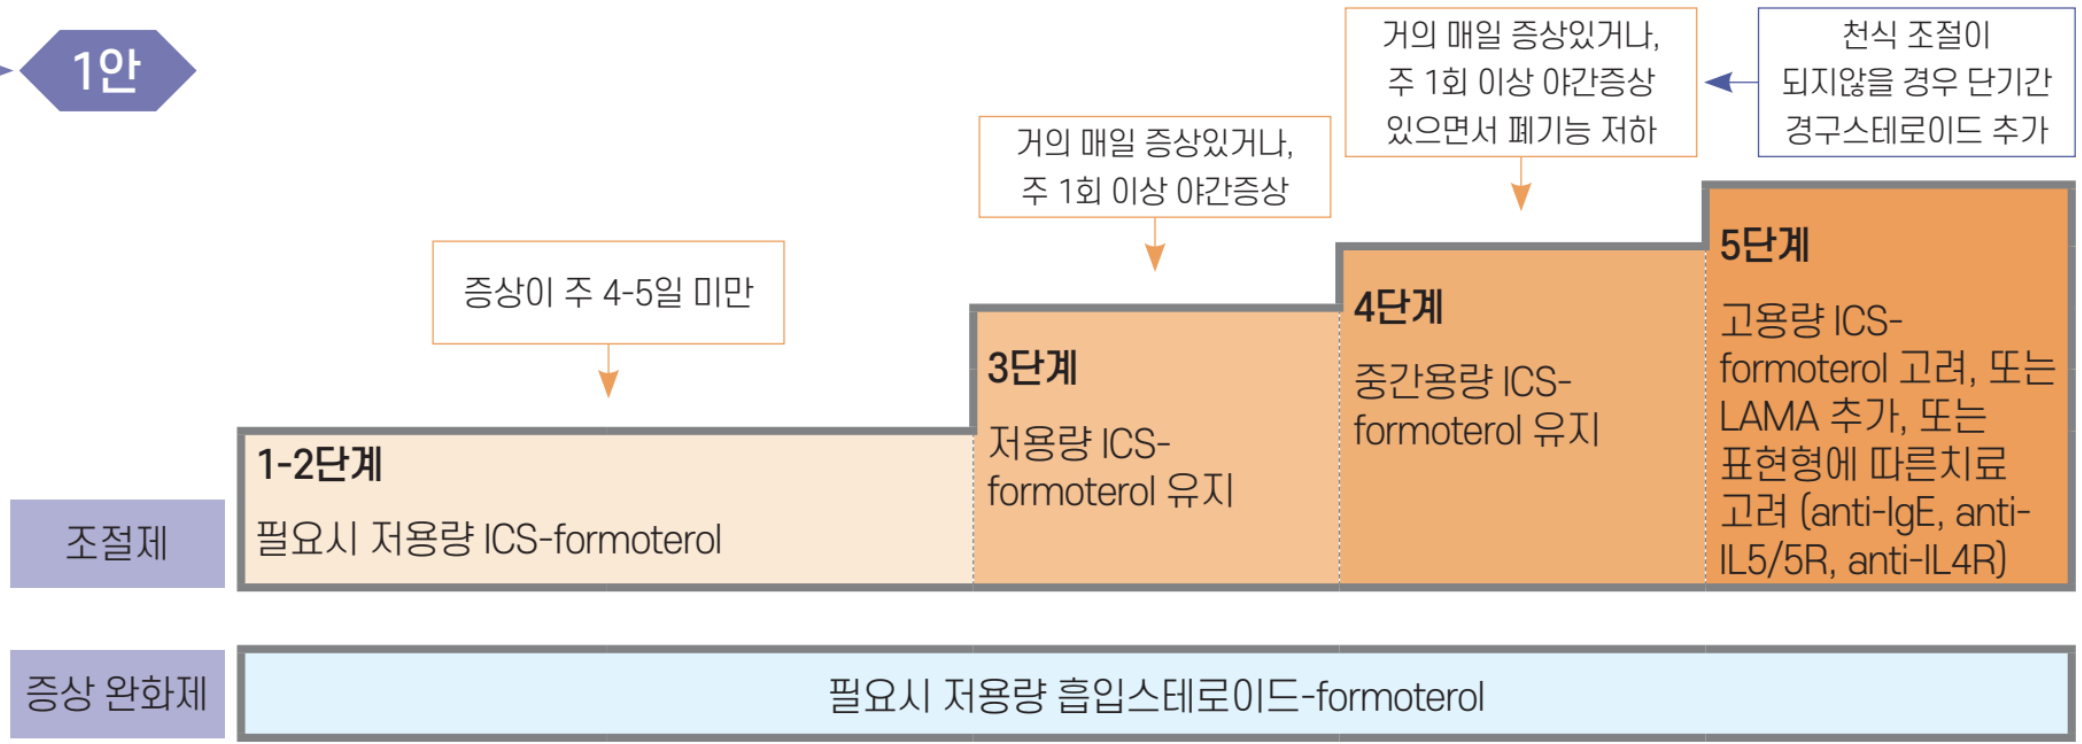 1안
증상이 주 4-5일 미만
거의 매일 증상있거나,
주 1회 이상 야간증상
거의 매일 증상있거나,
주 1회 이상 야간증상
있으면서 폐기능 저하
천식 조절이
되지않을 경우 단기간
경구스테로이드 추가
조절제
1-2단계
필요시 저용량 ICS-formoterol
3단계
저용량 ICS-
formoterol 유지
4단계
중간용량 ICS-
formoterol 유지
5단계
고용량 ICS-
formoterol 고려, 또는
LAMA 추가, 또는
표현형에 따른치료
고려 (anti-IgE, anti-
IL5/5R, anti-IL4R)
증상 완화제
필요시 저용량 흡입스테로이드-formoterol